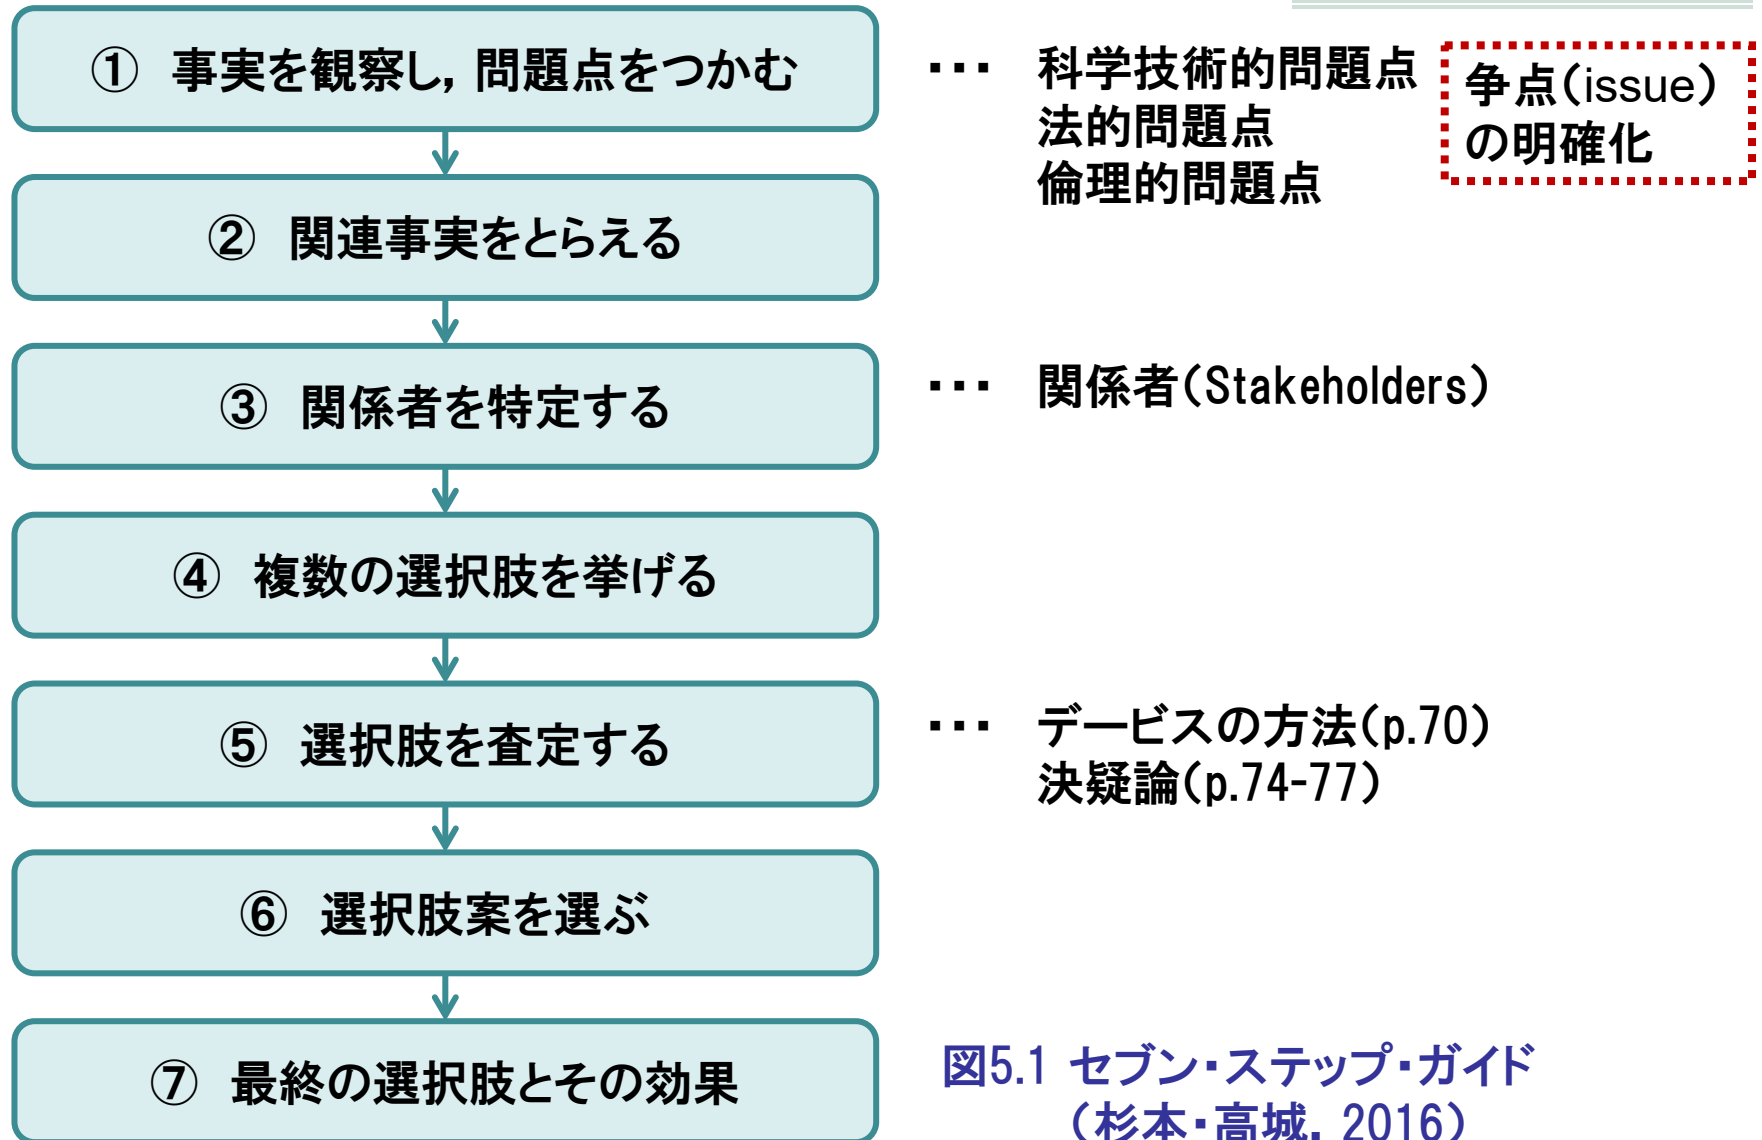 ① 事実を観察し，問題点をつかむ
･･･ 科学技術的問題点
法的問題点
倫理的問題点
争点（issue）
の明確化
② 関連事実をとらえる
③ 関係者を特定する
･･･ 関係者（Stakeholders）
④ 複数の選択肢を挙げる
⑤ 選択肢を査定する
･･･ デービスの方法（p.70）
決疑論（p.74-77）
⑥ 選択肢案を選ぶ
⑦ 最終の選択肢とその効果
図5.1 セブン・ステップ・ガイド
（杉本・高城，2016）